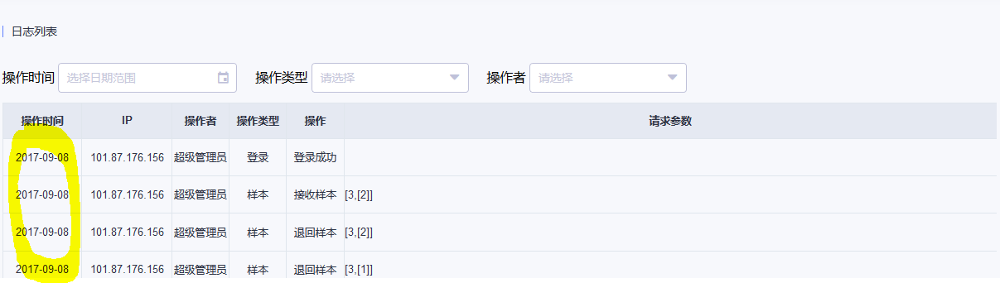 日志列表
操作时间 选择日期范围 操作类型 请选择 操作者 请选择
操作时间 IP 操作者 操作类型 操作 请求参数
2017-09-08 101.87.176.156 超级管理员 登录 登录成功
2017-09-08 101.87.176.156 超级管理员 样本 接收样本 [3,[2]]
2017-09-08 101.87.176.156 超级管理员 样本 退回样本 [3,[2]]
2017-09-08 101.87.176.156 超级管理员 样本 退回样本 [3,[1]]